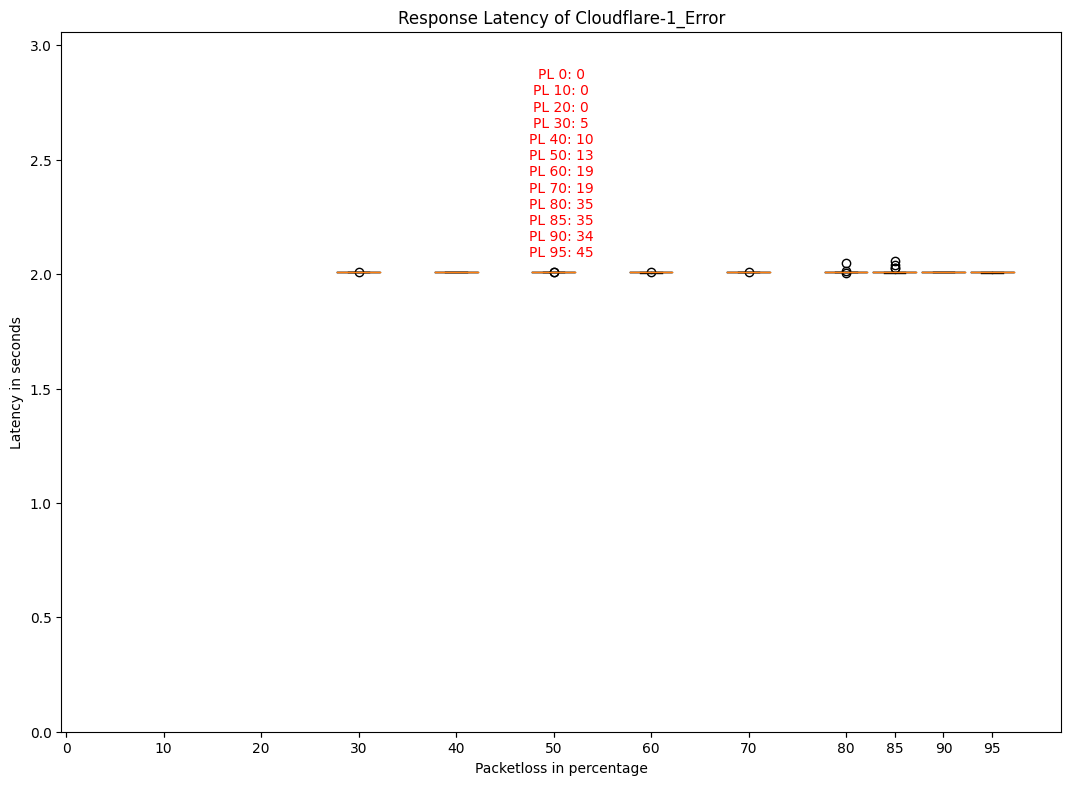 Response Latency of Cloudflare-1_Error
3.0
PL 0: 0
PL 10: 0
PL 20: 0
PL 30: 5
PL 40: 10
2.5
PL 50: 13
PL 60: 19
PL 70: 19
PL 80: 35
PL 85: 35
PL 90: 34
PL 95: 45
2.0
1.5
1.0
0.5
0.0
Latency in seconds
0 10 20 30 40 50 60 70 80 85 90 95
Packetloss in percentage